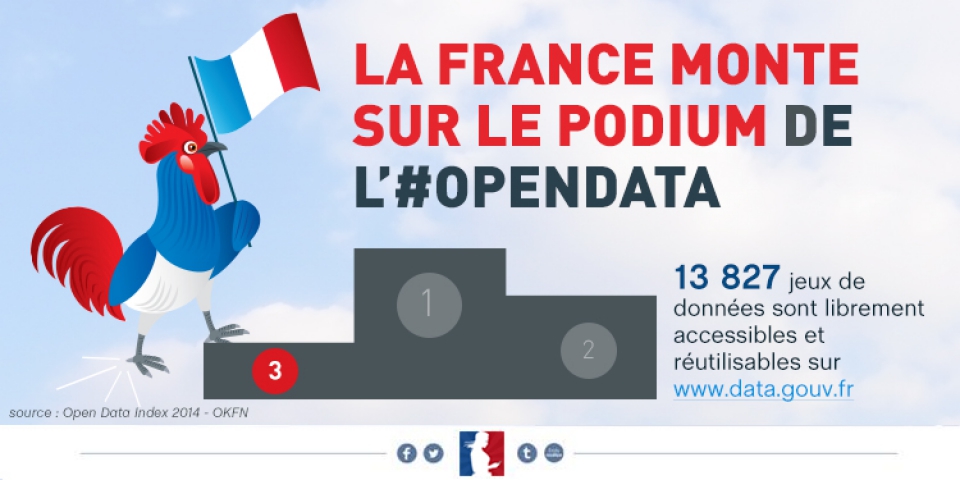 LA FRANCE MONTE
SUR LE PODIUM DE
L'#OPENDATA
1
2
3
13 827 jeux de
données sont librement
accessibles et
réutilisables sur
www.data.gouv.fr
source : Open Data Index 2014 - OKFN